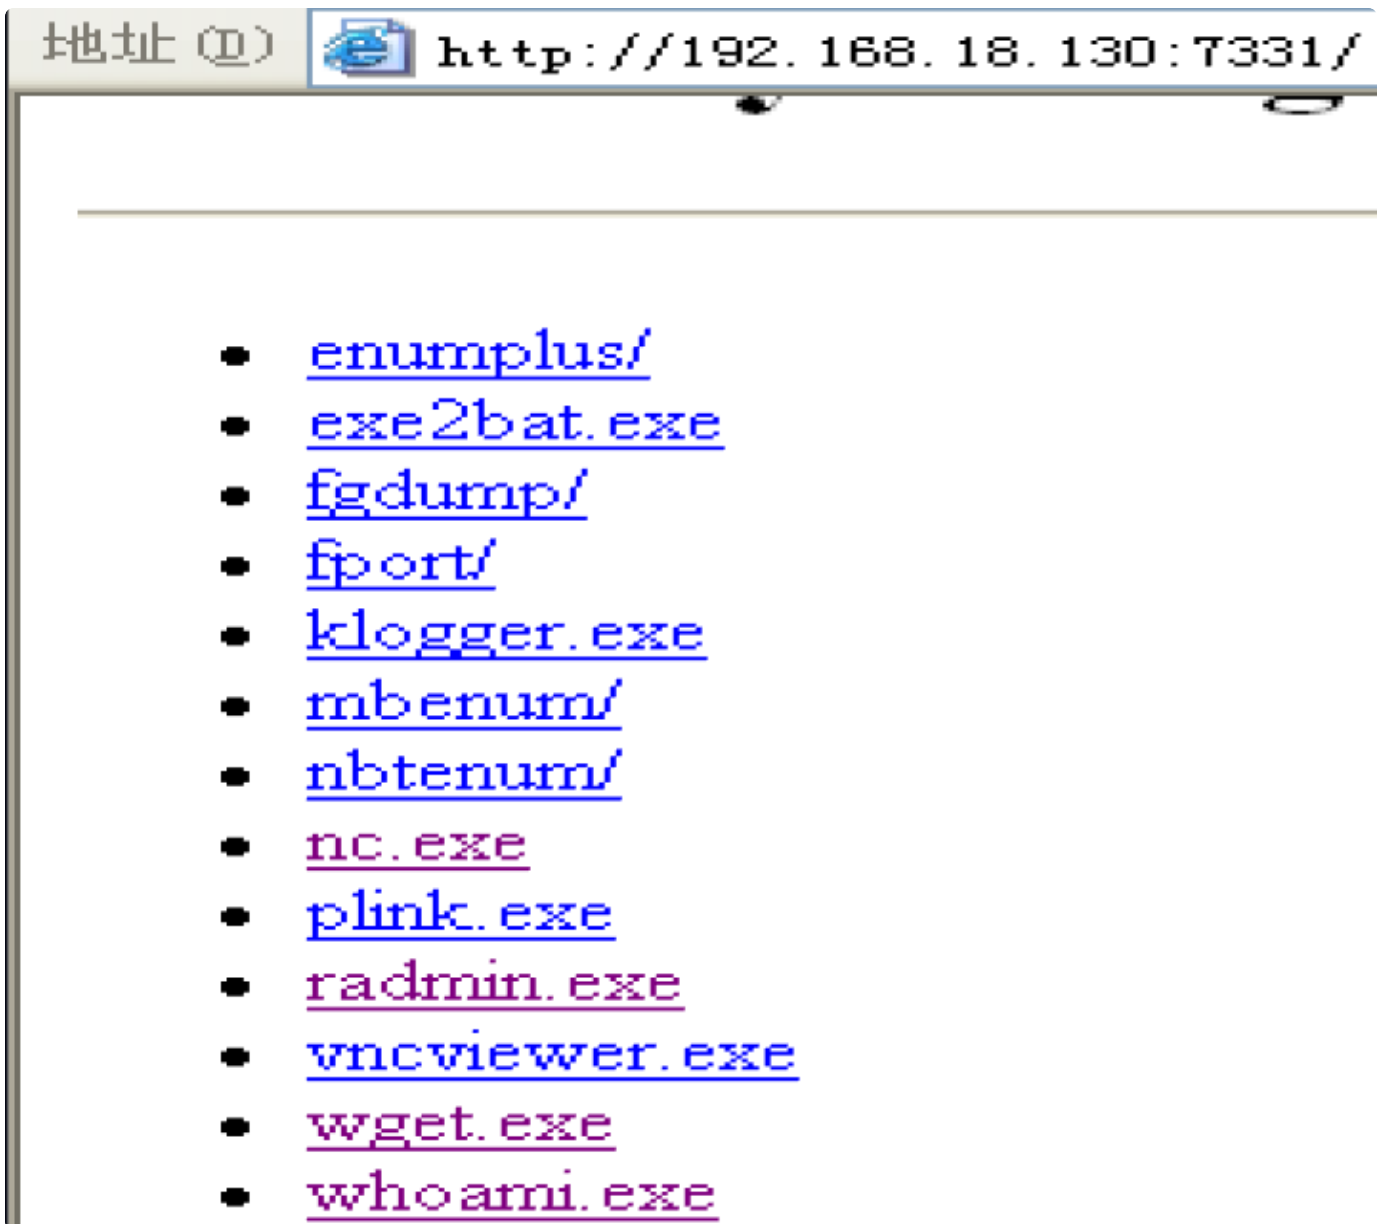 地址(D) http://192.168.18.130:7331/
enumplus/
exe2bat.exe
fgdump/
fport/
klogger.exe
mbenum/
nbtenum/
nc.exe
plink.exe
radmin.exe
vncviewer.exe
wget.exe
whoami.exe